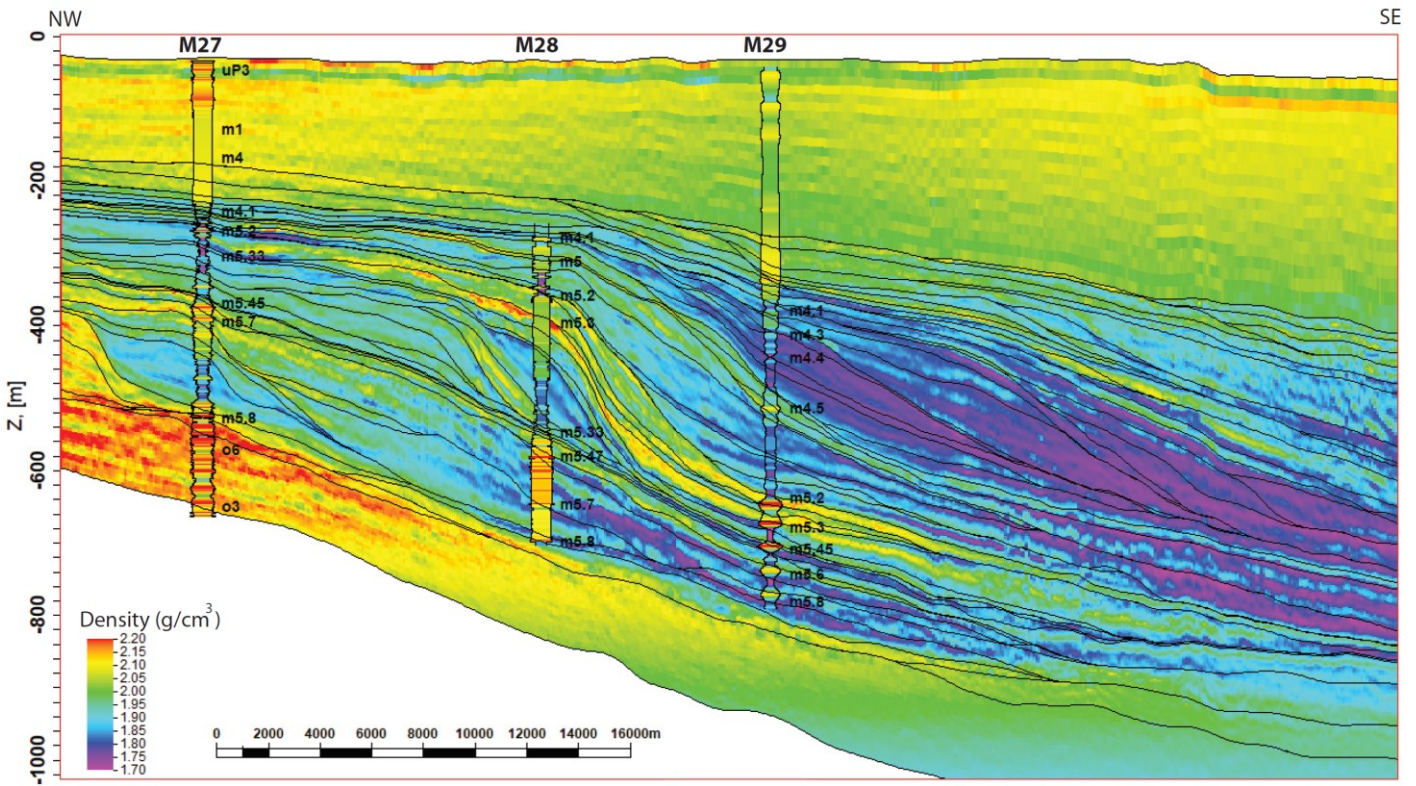 NW
SE
M27
M28
M29
0
-200
-400
-600
-800
-1000
Z, [m]
uP3
m1
m4
m4.1
m5.2
m5.33
m5.45
m5.7
m5.8
o6
o3
m4.1
m5
m5.2
m5.3
m5.33
m5.47
m5.7
m5.8
m4.1
m4.3
m4.4
m4.5
m5.2
m5.3
m5.45
m5.6
m5.8
Density (g/cm³)
2.20
2.15
2.10
2.05
2.00
1.95
1.90
1.85
1.80
1.75
1.70
0 2000 4000 6000 8000 10000 12000 14000 16000m